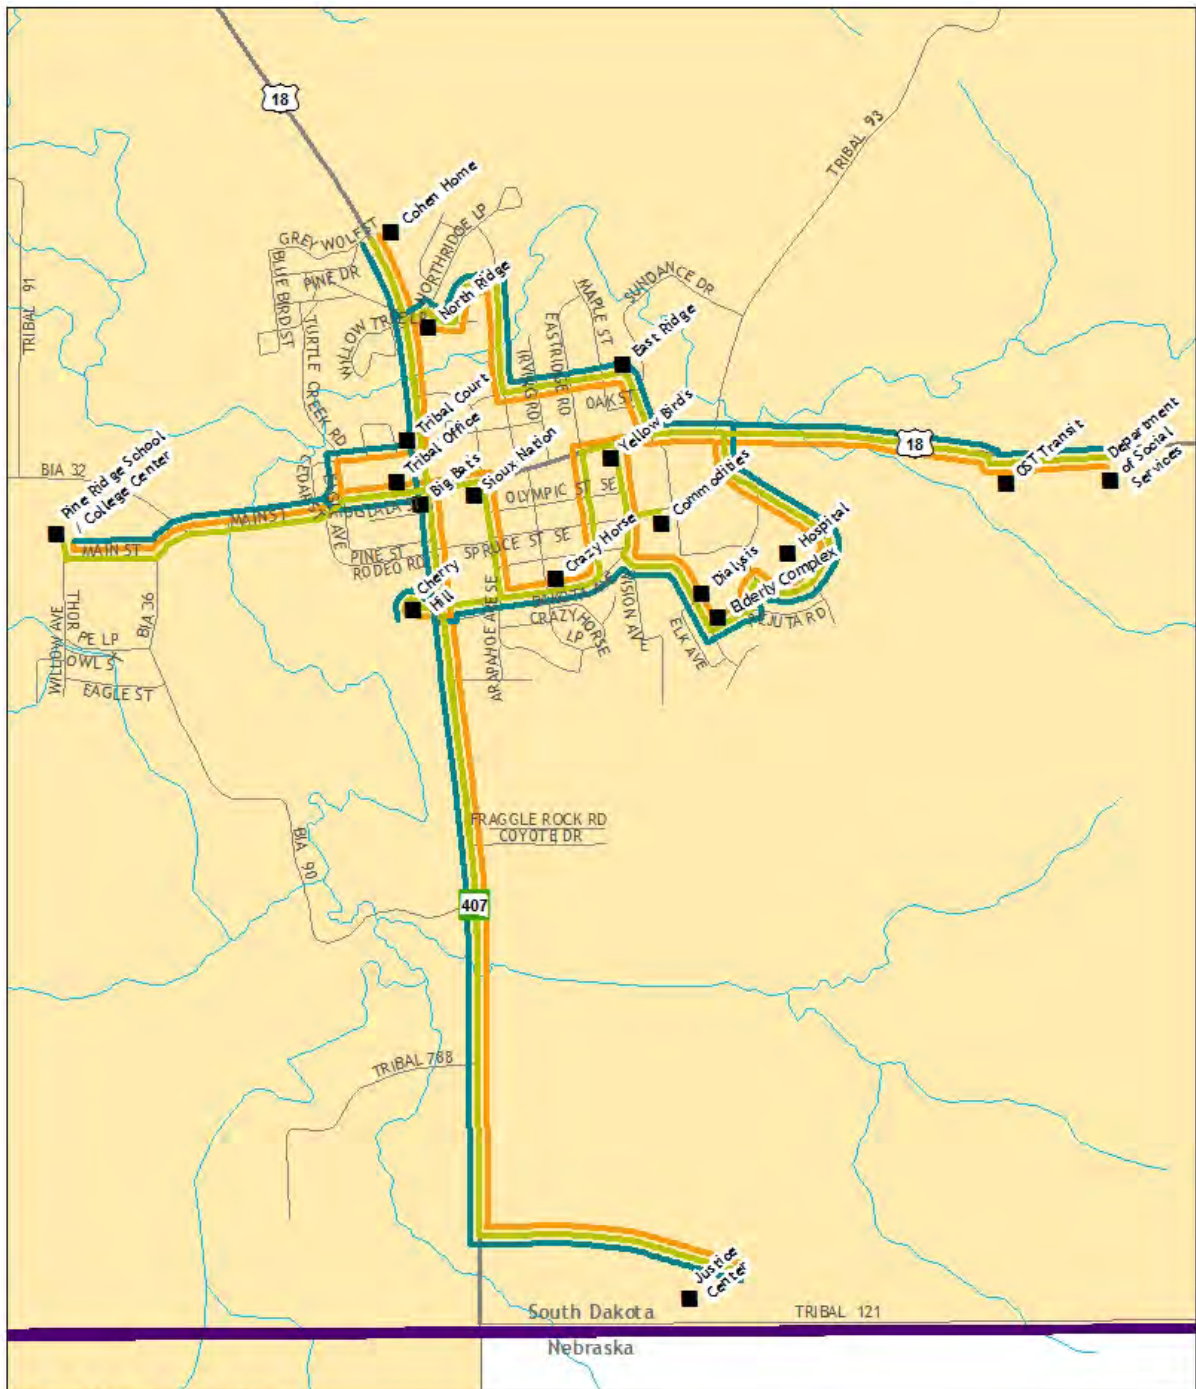 18
Cohen Home
TRIBAL 93
GREY WOLF ST
NORTHRIDGE LP
BLUE BIRD ST
PINE DR
North Ridge
SUNDANCE DR
MAPLE ST
TRIBAL 91
WILLOW TREE LP
TURTLE CREEK RD
EASTRIDGE RD
IRVING RD
East Ridge
OAK ST
Tribal Court
Tribal Office
Yellow Bird's
18
OST Transit
Department
of Social
Services
BIA 32
Pine Ridge School
/ College Center
Big Bat's
Sioux Nation
Commodities
OLYMPIC ST SE
MAIN ST
MAIN ST
PINE ST
RODEO RD
SPRUCE ST SE
Crazy Horse
Hospital
Dialysis
Elderly Complex
Cherry
Hill
DAKOTA AVE
CRAZY HORSE
LP
ARAPAHOE AVE SE
ELK AVE
WILLOW AVE
THOR
BIA 36
PE LP
OWL ST
EAGLE ST
FRAGGLE ROCK RD
COYOTE DR
BIA 90
407
TRIBAL 788
Justice
Center
South Dakota
TRIBAL 121
Nebraska